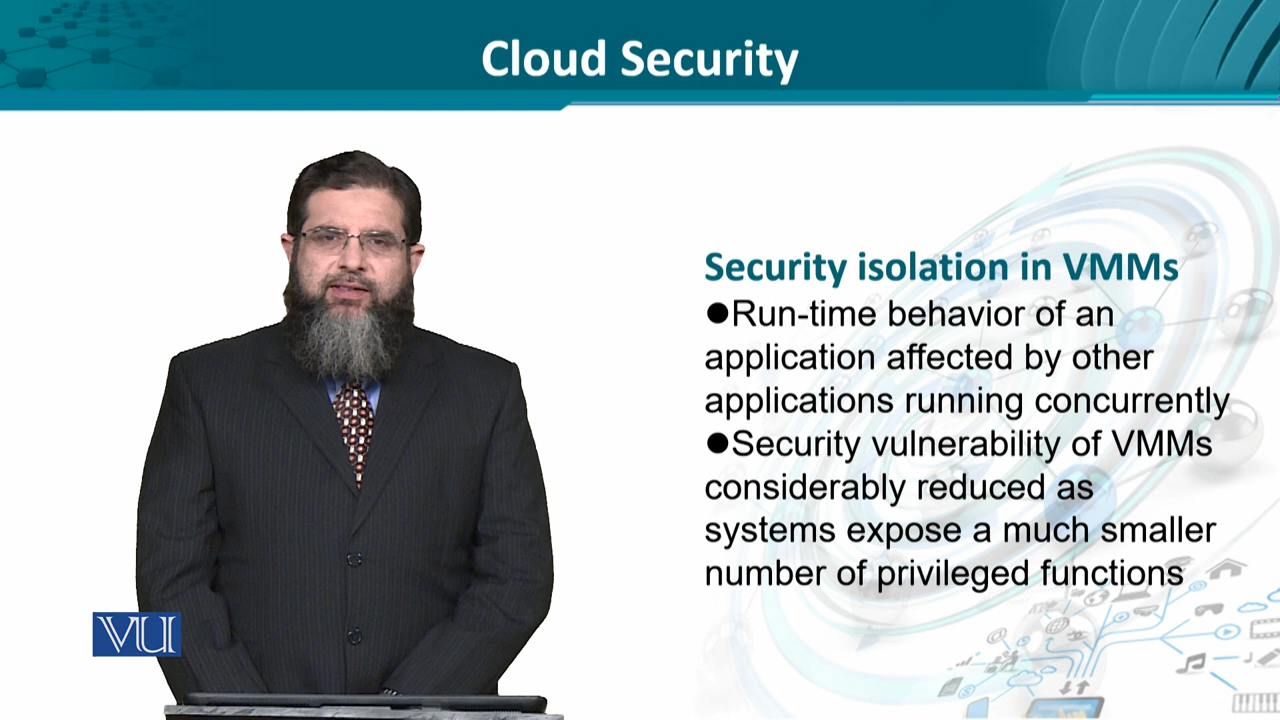 Cloud Security
Security isolation in VMMs
●Run-time behavior of an
application affected by other
applications running concurrently
●Security vulnerability of VMMs
considerably reduced as
systems expose a much smaller
number of privileged functions
VU